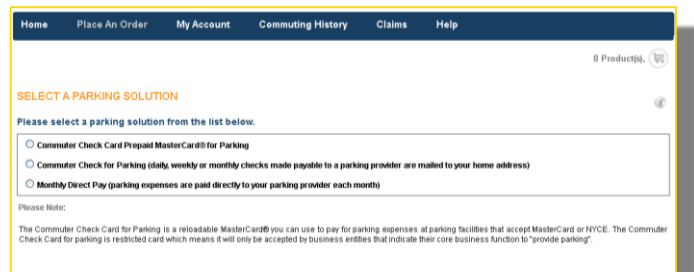 Home Place An Order My Account Commuting History Claims Help
0 Product(s),
SELECT A PARKING SOLUTION
Please select a parking solution from the list below.
Commuter Check Card Prepaid MasterCard® for Parking
Commuter Check for Parking (daily, weekly or monthly checks made payable to a parking provider are mailed to your home address)
Monthly Direct Pay (parking expenses are paid directly to your parking provider each month)
Please Note:
The Commuter Check Card for Parking is a reloadable MasterCard® you can use to pay for parking expenses at parking facilities that accept MasterCard or NYCE. The Commuter
Check Card for parking is restricted card which means it will only be accepted by business entities that indicate their core business function to "provide parking".